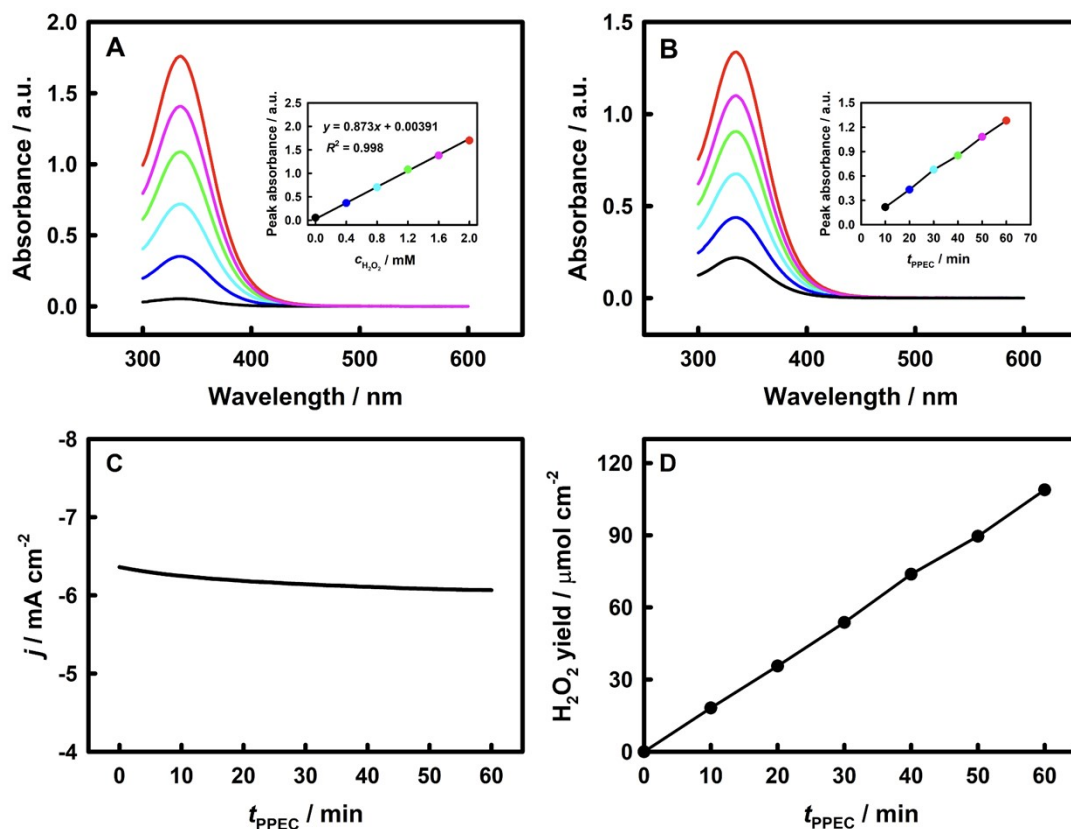 A
Absorbance / a.u.
2.0
1.5
1.0
0.5
0.0
300 400 500 600
Wavelength / nm
Peak absorbance / a.u.
2.5
2.0
1.5
1.0
0.5
0.0
y = 0.873x + 0.00391
R² = 0.998
0.0 0.4 0.8 1.2 1.6 2.0
c_H₂O₂ / mM
B
Absorbance / a.u.
1.5
1.0
0.5
0.0
300 400 500 600
Wavelength / nm
Peak absorbance / a.u.
1.5
1.2
0.9
0.6
0.3
0.0
0 10 20 30 40 50 60 70
t_PPEC / min
C
j / mA cm⁻²
-8
-7
-6
-5
-4
0 10 20 30 40 50 60
t_PPEC / min
D
H₂O₂ yield / μmol cm⁻²
120
90
60
30
0
0 10 20 30 40 50 60
t_PPEC / min